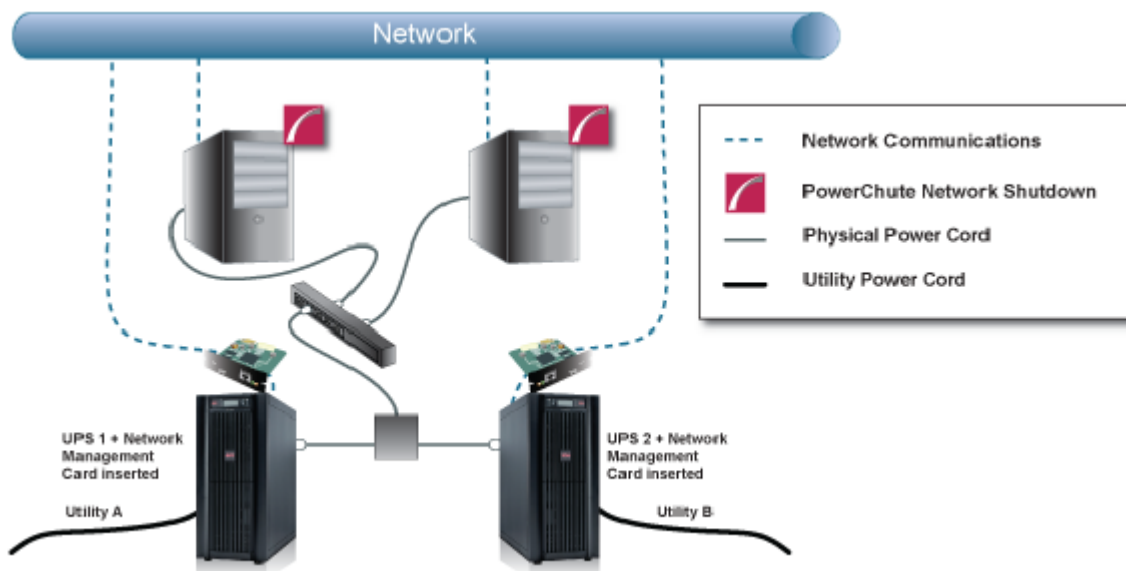 Network
Network Communications
PowerChute Network Shutdown
Physical Power Cord
Utility Power Cord
UPS 1 + Network
Management
Card inserted
Utility A
UPS 2 + Network
Management
Card inserted
Utility B